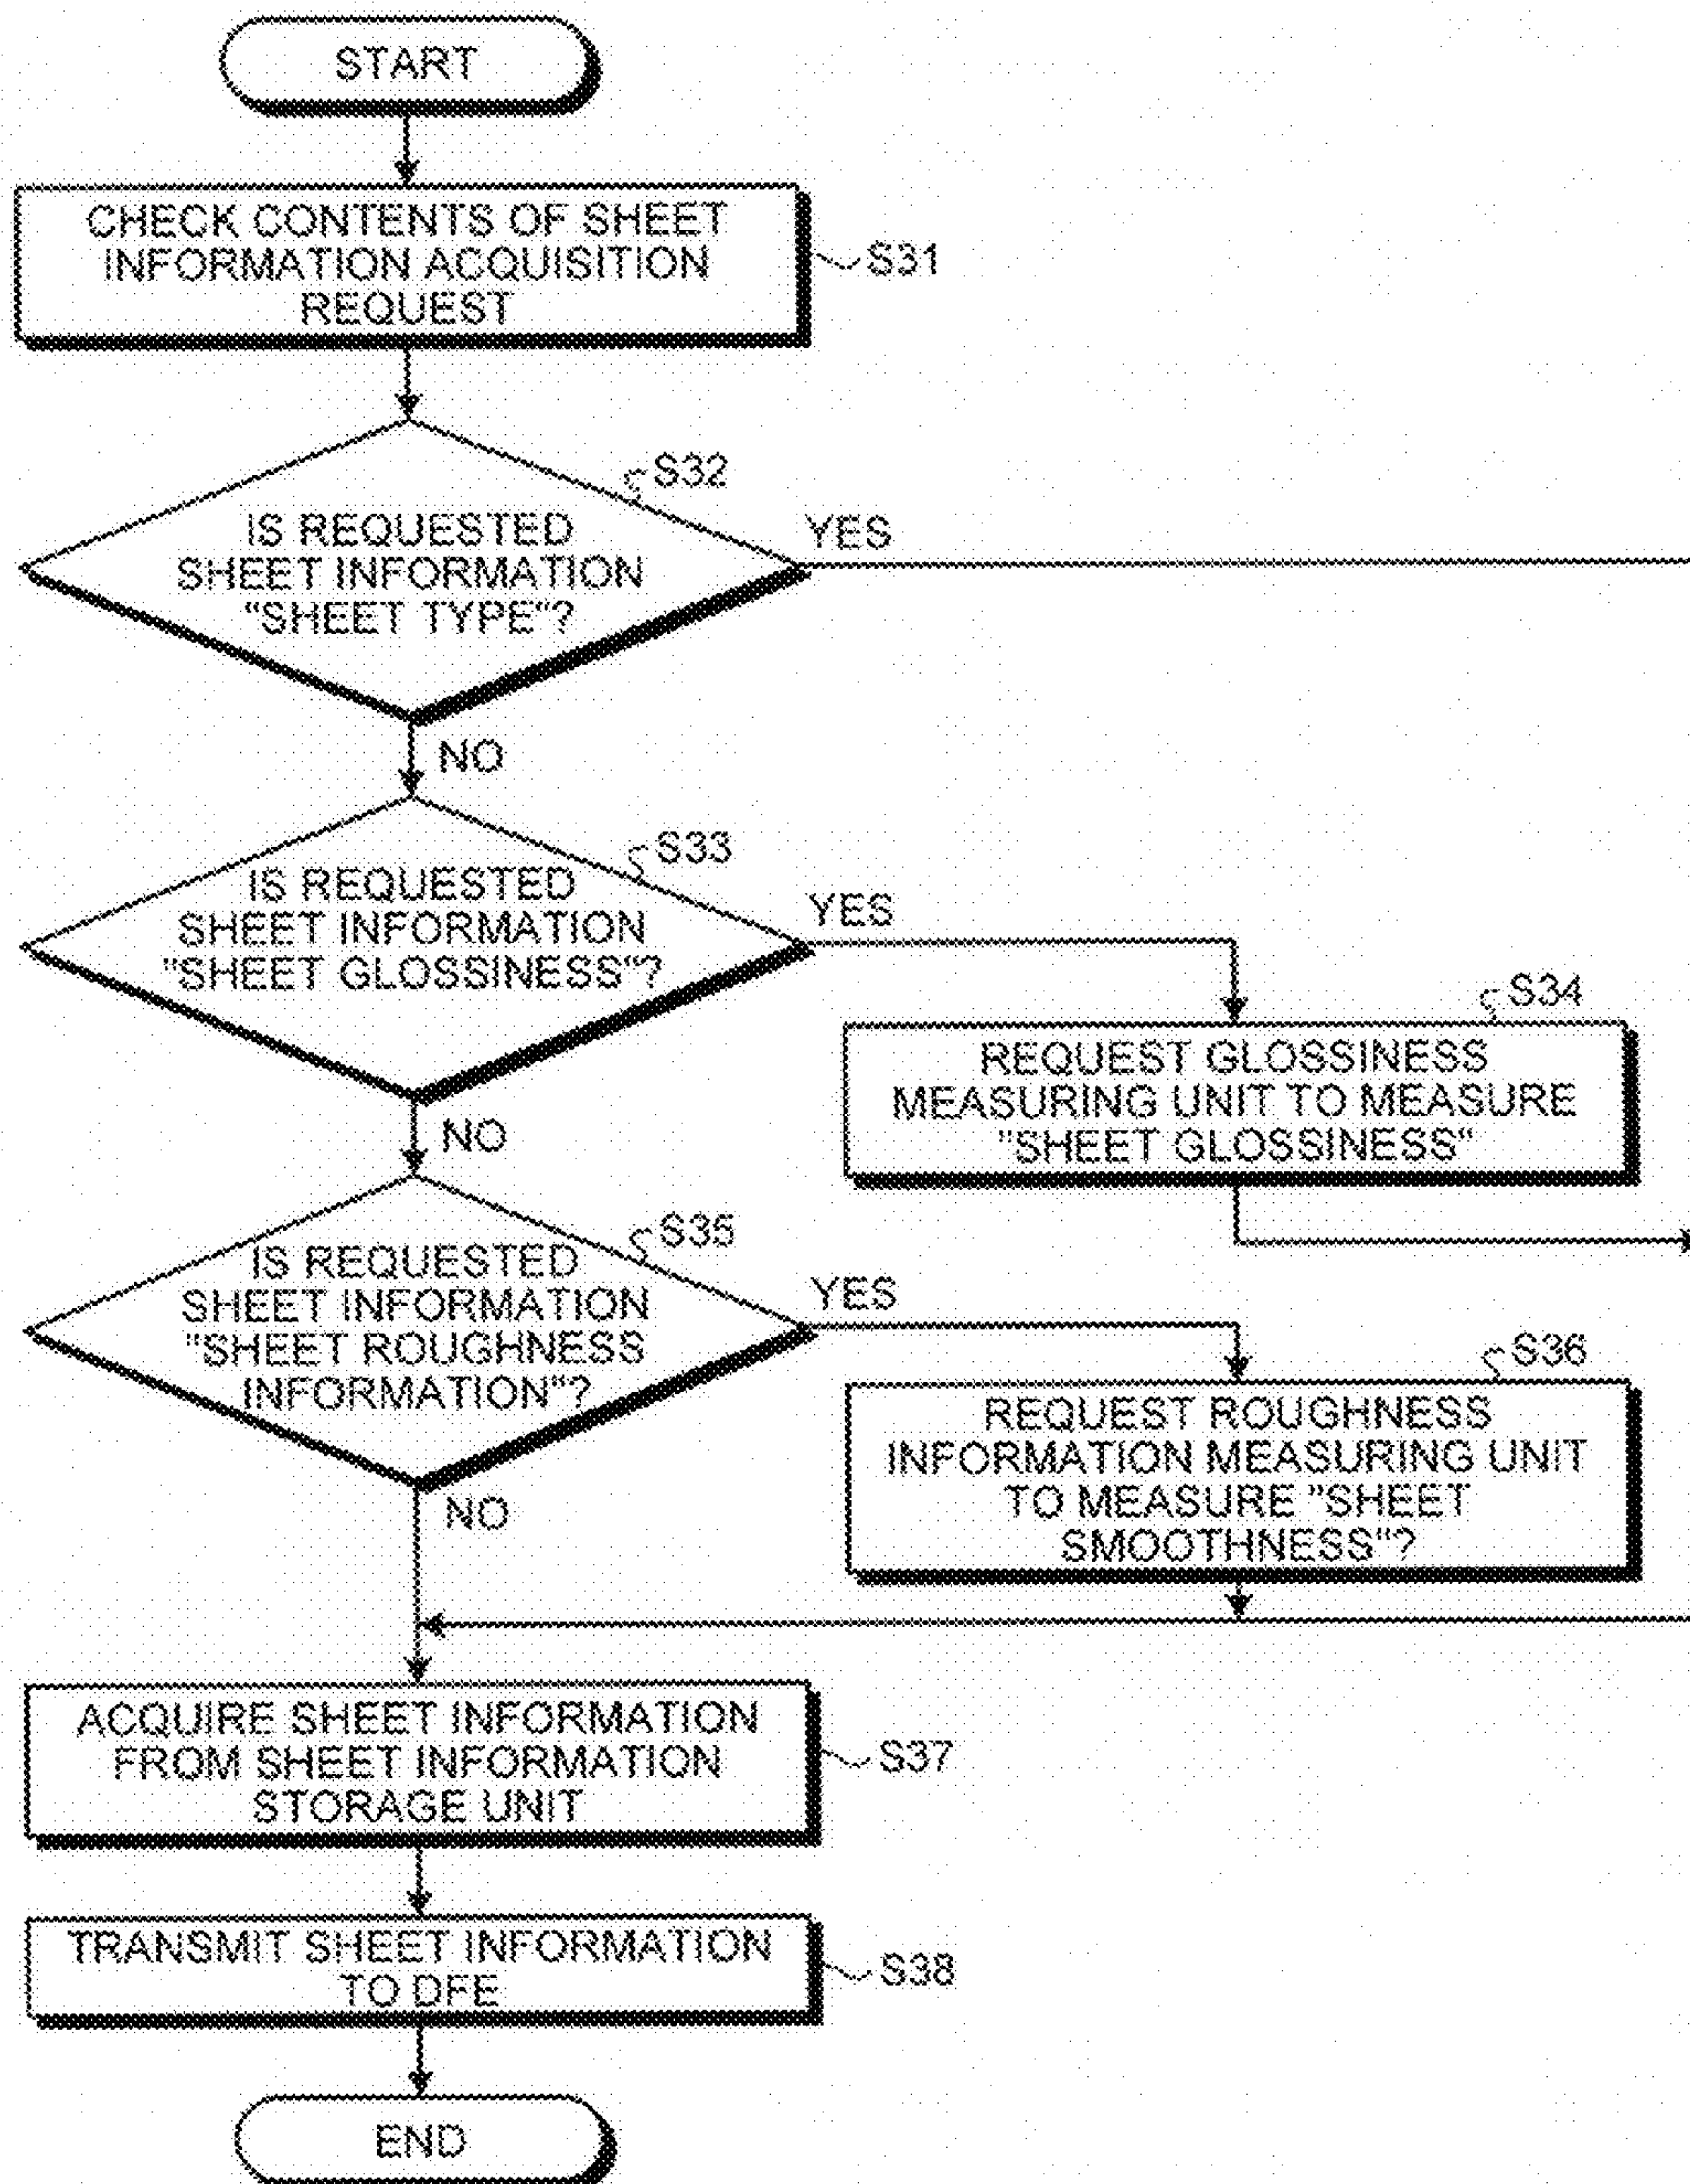 START
CHECK CONTENTS OF SHEET
INFORMATION ACQUISITION
REQUEST
S31
S32
IS REQUESTED
SHEET INFORMATION
"SHEET TYPE"?
YES
NO
S33
IS REQUESTED
SHEET INFORMATION
"SHEET GLOSSINESS"?
YES
NO
S34
REQUEST GLOSSINESS
MEASURING UNIT TO MEASURE
"SHEET GLOSSINESS"
S35
IS REQUESTED
SHEET INFORMATION
"SHEET ROUGHNESS
INFORMATION"?
YES
NO
S36
REQUEST ROUGHNESS
INFORMATION MEASURING UNIT
TO MEASURE "SHEET
SMOOTHNESS"?
ACQUIRE SHEET INFORMATION
FROM SHEET INFORMATION
STORAGE UNIT
S37
TRANSMIT SHEET INFORMATION
TO DFE
S38
END